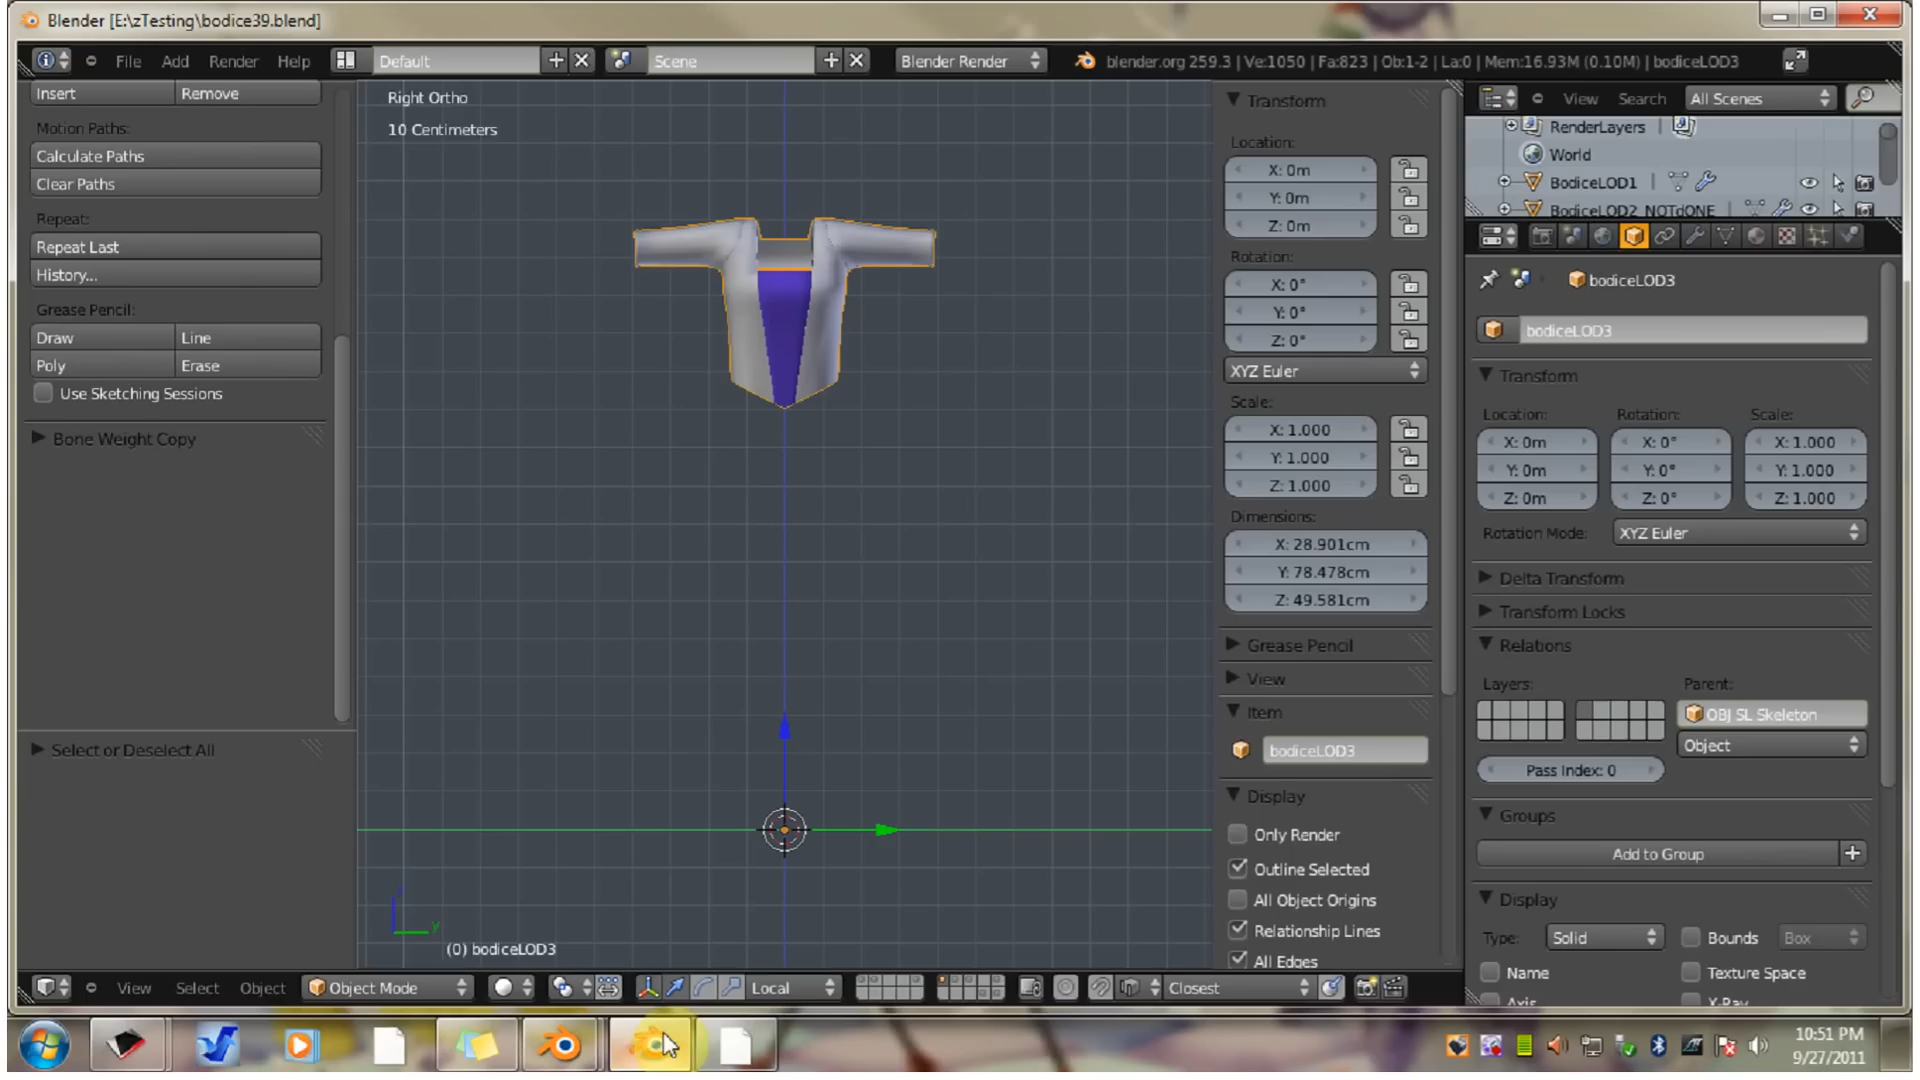 Blender [E:\zTesting\bodice39.blend]
File Add Render Help Default Scene Blender Render blender.org 259.3 | Ve:1050 | Fa:823 | Ob:1-2 | La:0 | Mem:16.93M (0.10M) | bodiceLOD3
Insert Remove
Motion Paths:
Calculate Paths
Clear Paths
Repeat:
Repeat Last
History...
Grease Pencil:
Draw Line
Poly Erase
Use Sketching Sessions
Bone Weight Copy
Select or Deselect All
Right Ortho
10 Centimeters
y
(0) bodiceLOD3
Transform
Location:
X: 0m
Y: 0m
Z: 0m
Rotation:
X: 0°
Y: 0°
Z: 0°
XYZ Euler
Scale:
X: 1.000
Y: 1.000
Z: 1.000
Dimensions:
X: 28.901cm
Y: 78.478cm
Z: 49.581cm
Grease Pencil
View
Item
bodiceLOD3
Display
Only Render
Outline Selected
All Object Origins
Relationship Lines
All Edges
View Search All Scenes
RenderLayers |
World
BodiceLOD1 |
BodiceLOD2_NOTdONE
bodiceLOD3
bodiceLOD3
Transform
Location: Rotation: Scale:
X: 0m X: 0° X: 1.000
Y: 0m Y: 0° Y: 1.000
Z: 0m Z: 0° Z: 1.000
Rotation Mode: XYZ Euler
Delta Transform
Transform Locks
Relations
Layers: Parent:
OBJ SL Skeleton
Object
Pass Index: 0
Groups
Add to Group
Display
Type: Solid Bounds Box
Name Texture Space
Axis X-Ray
View Select Object Object Mode Local Closest
10:51 PM
9/27/2011